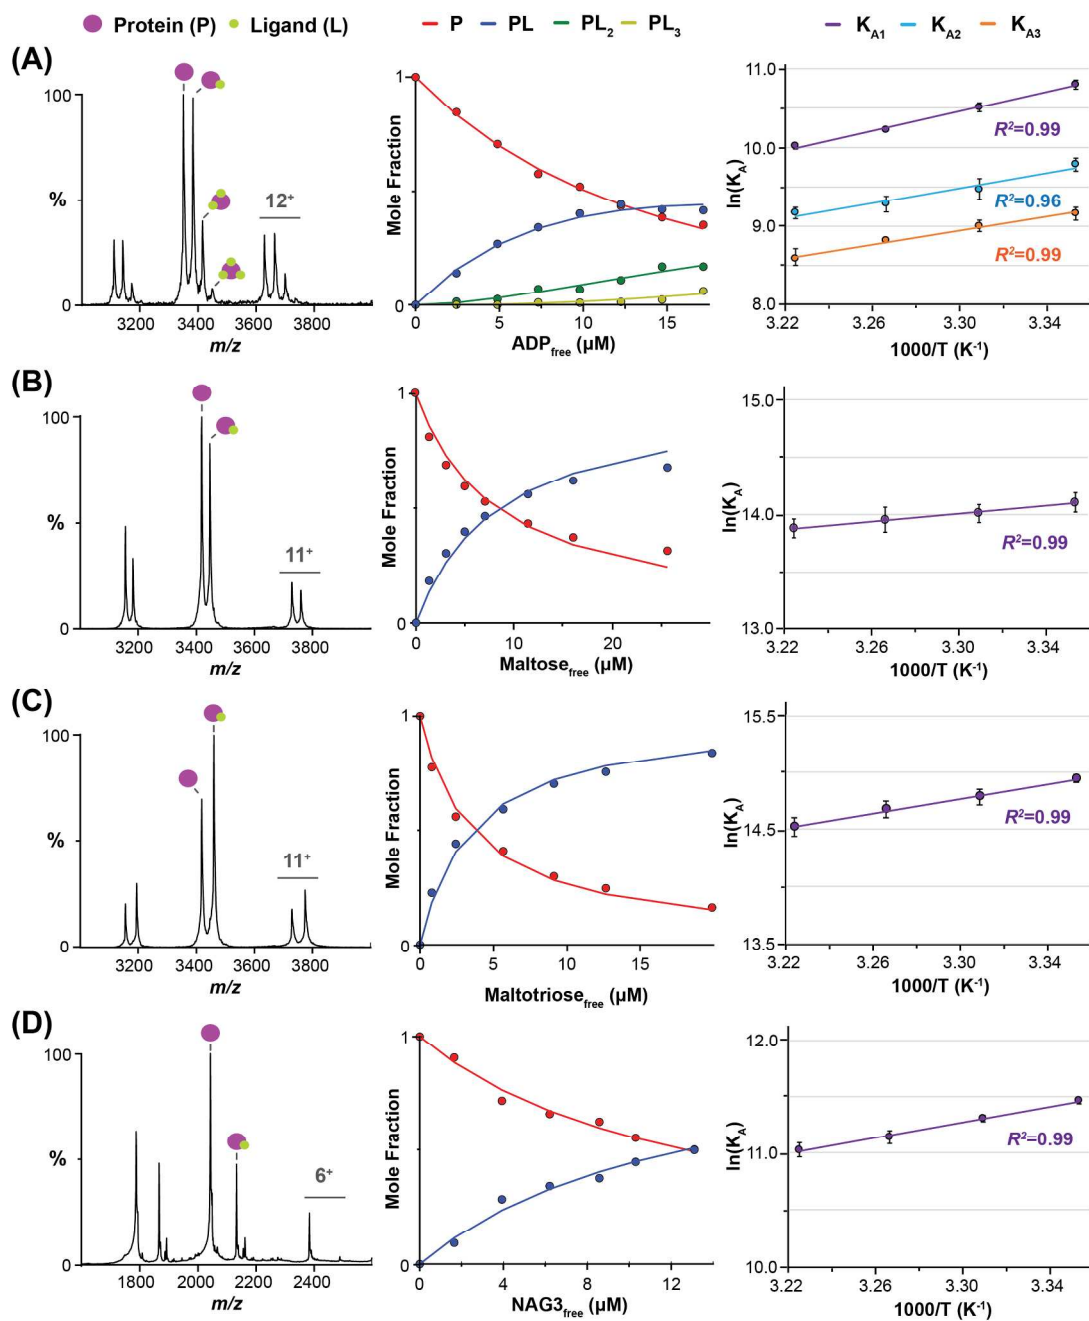 Protein (P) Ligand (L) P PL PL2 PL3 KA1 KA2 KA3
(A)
100
%
0
12+
3200 3400 3600 3800
m/z
1
Mole Fraction
0
0 5 10 15
ADPfree (µM)
11.0
10.0
9.0
8.0
ln(KA)
R2=0.99
R2=0.96
R2=0.99
3.22 3.26 3.30 3.34
1000/T (K-1)
(B)
100
%
0
11+
3200 3400 3600 3800
m/z
1
Mole Fraction
0
0 10 20
Maltosefree (µM)
15.0
14.0
13.0
ln(KA)
R2=0.99
3.22 3.26 3.30 3.34
1000/T (K-1)
(C)
100
%
0
11+
3200 3400 3600 3800
m/z
1
Mole Fraction
0
0 5 10 15
Maltotriosefree (µM)
15.5
14.5
13.5
ln(KA)
R2=0.99
3.22 3.26 3.30 3.34
1000/T (K-1)
(D)
100
%
0
6+
1800 2000 2200 2400
m/z
1
Mole Fraction
0
0 4 8 12
NAG3free (µM)
12.0
11.0
10.0
ln(KA)
R2=0.99
3.22 3.26 3.30 3.34
1000/T (K-1)